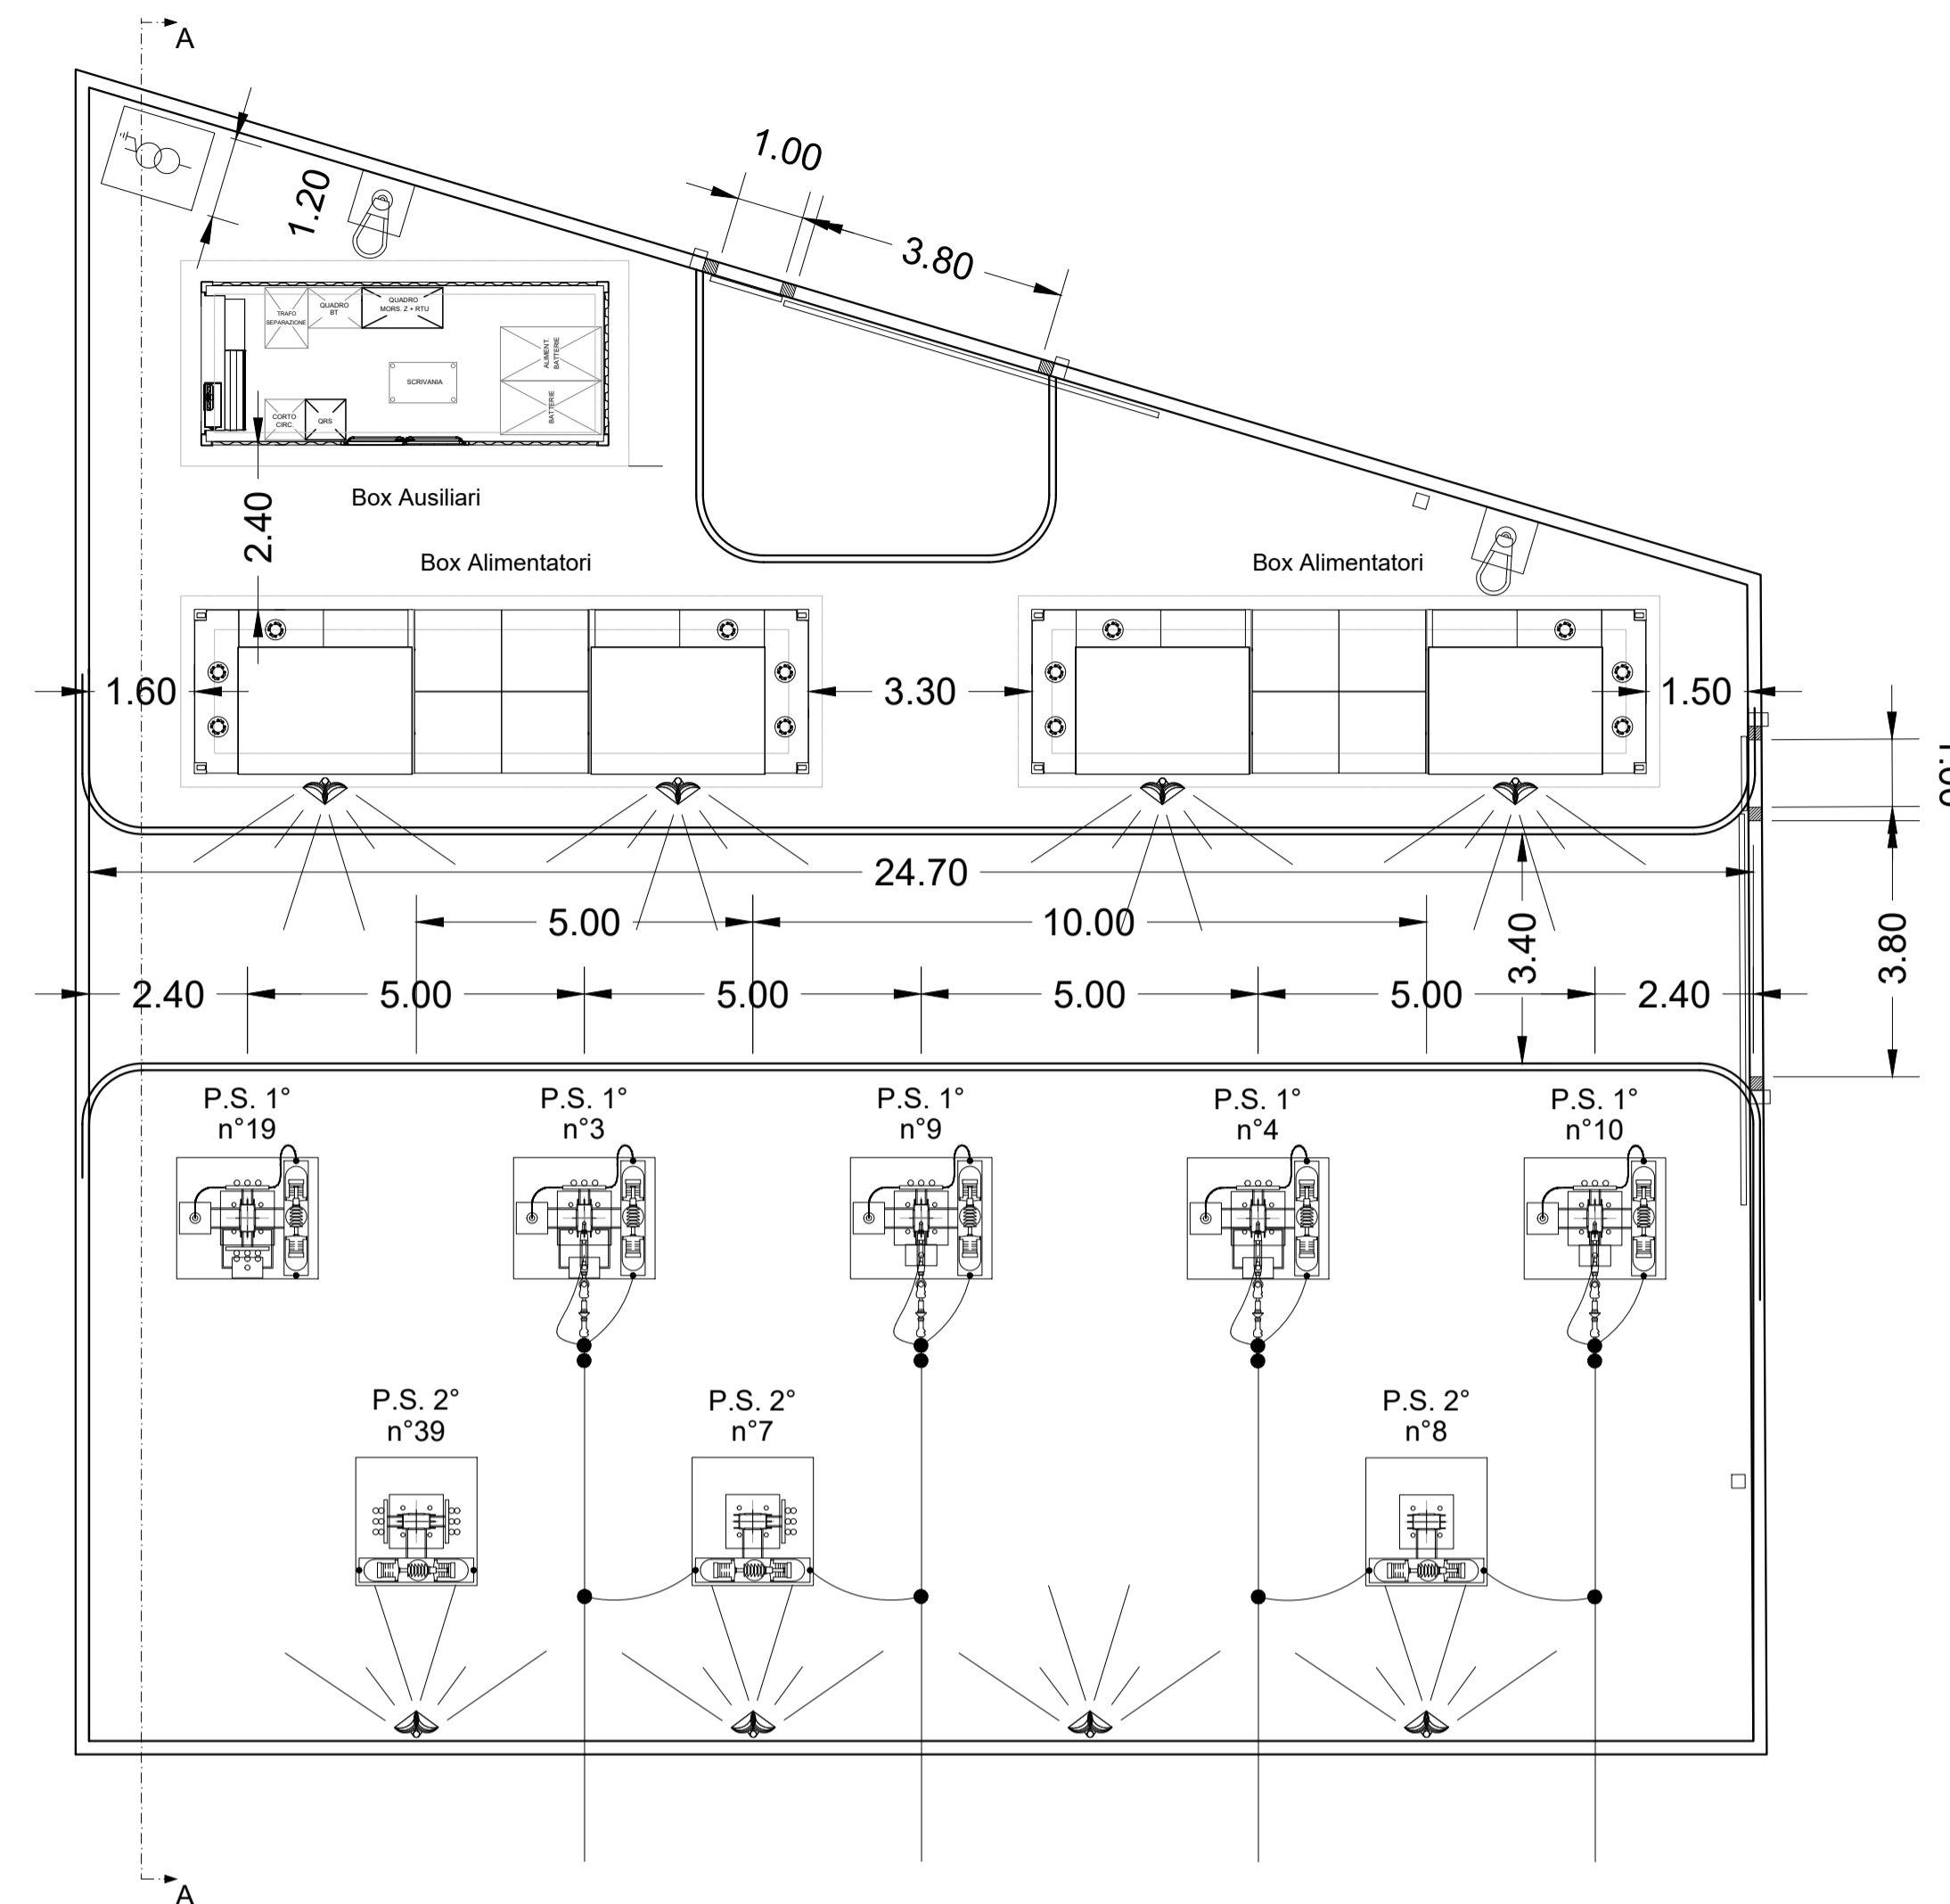 A
1.00
3.80
1.20
TRAFO
SEPARAZIONE
QUADRO
BT
QUADRO
MORS. Z + RTU
ALIMENT.
BATTERIE
SCRIVANIA
BATTERIE
CORTO
CIRC.
QRS
Box Ausiliari
2.40
Box Alimentatori
Box Alimentatori
1.60
3.30
1.50
1.00
24.70
5.00
10.00
3.40
3.80
2.40
5.00
5.00
5.00
5.00
2.40
P.S. 1°
n°19
P.S. 1°
n°3
P.S. 1°
n°9
P.S. 1°
n°4
P.S. 1°
n°10
P.S. 2°
n°39
P.S. 2°
n°7
P.S. 2°
n°8
A